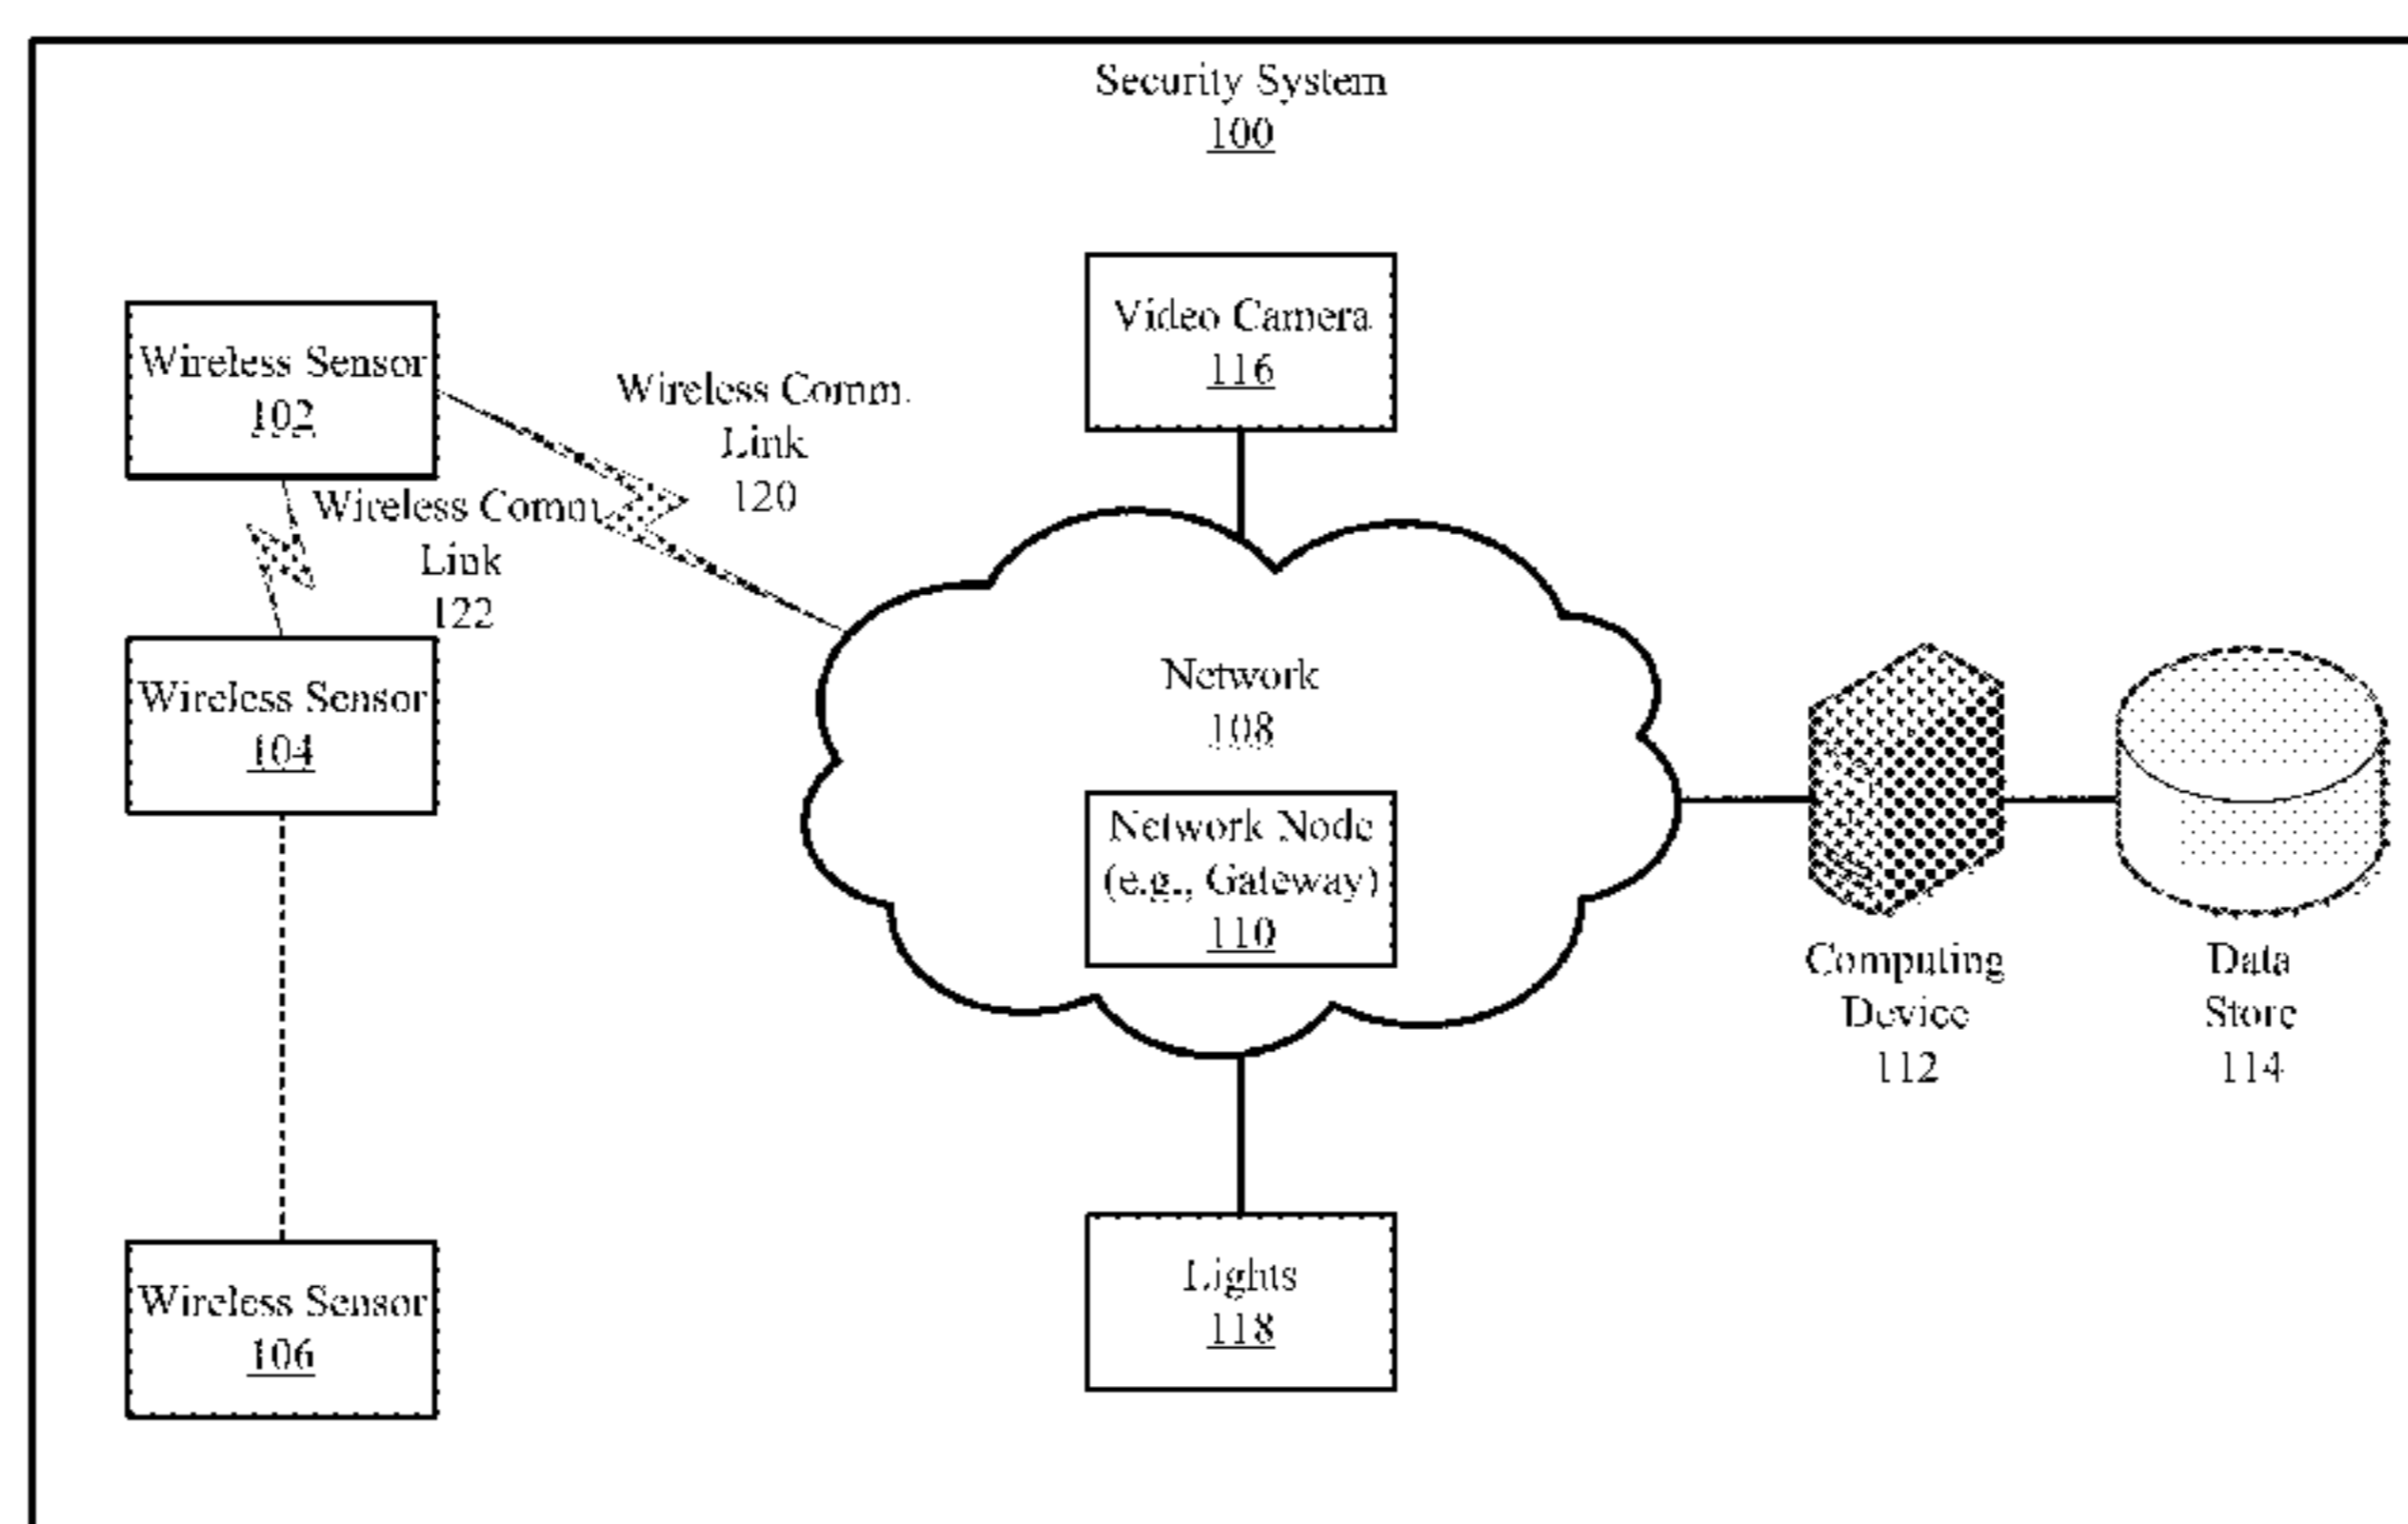 Security System
100
Video Camera
116
Wireless Sensor
102
Wireless Comm.
Link
120
Wireless Comm.
Link
122
Wireless Sensor
104
Network
108
Network Node
(e.g., Gateway)
110
Computing
Device
112
Data
Store
114
Lights
118
Wireless Sensor
106